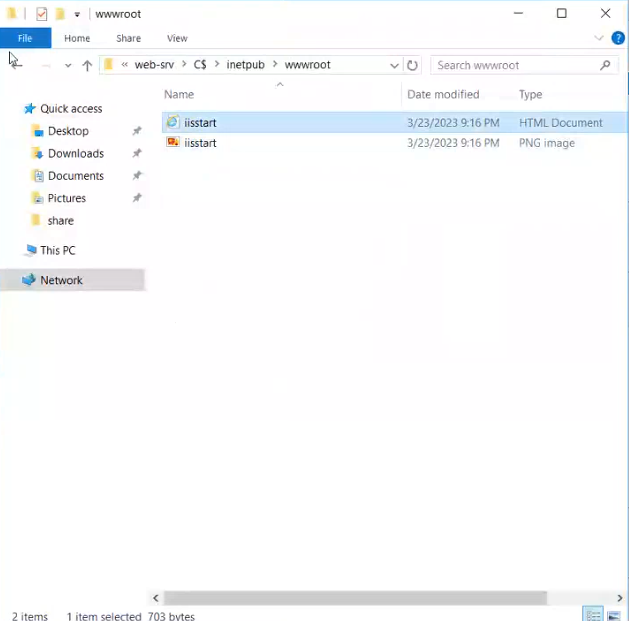 wwwroot
File Home Share View
« web-srv > C$ > inetpub > wwwroot Search wwwroot
Name Date modified Type
Quick access
Desktop
Downloads
Documents
Pictures
share
This PC
Network
iisstart 3/23/2023 9:16 PM HTML Document
iisstart 3/23/2023 9:16 PM PNG image
2 items 1 item selected 703 bytes